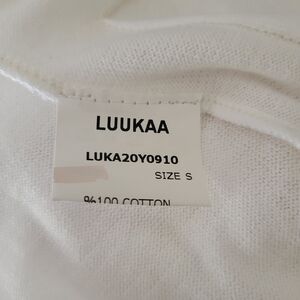 LUUKAA
LUKA20Y0910
SIZE S
%100 COTTON